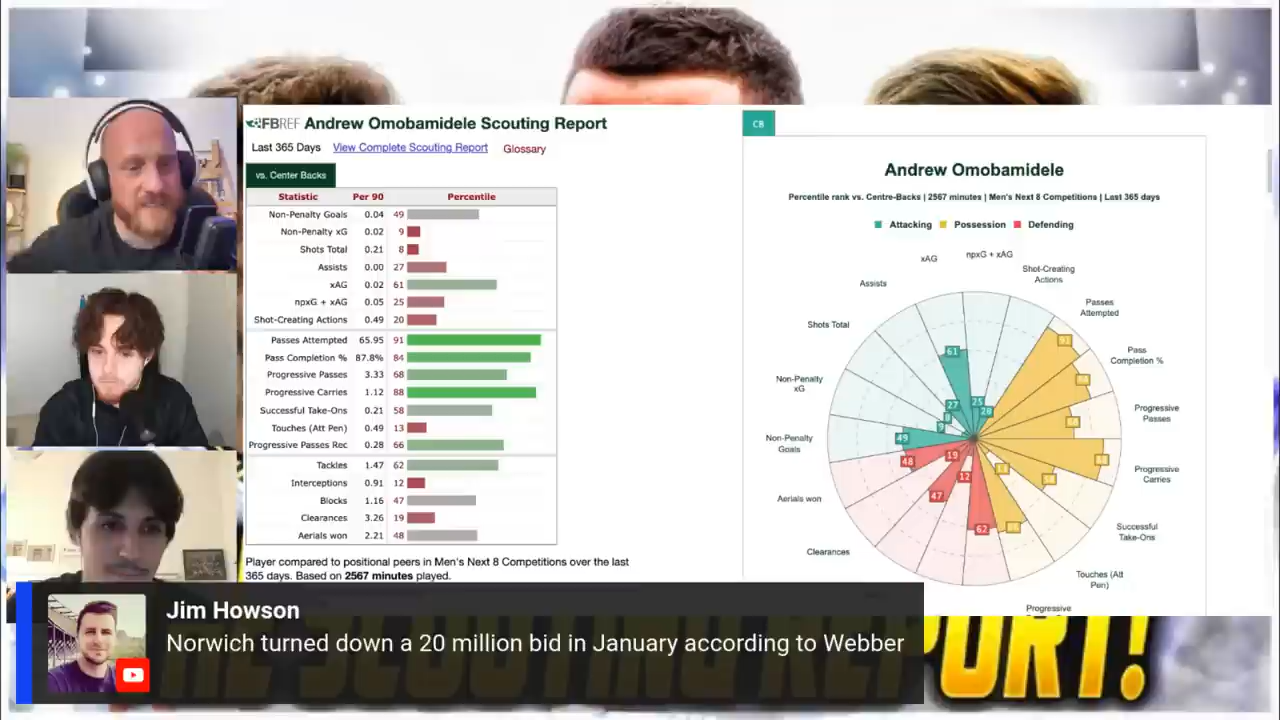 FBREF Andrew Omobamidele Scouting Report
Last 365 Days View Complete Scouting Report Glossary
vs. Center Backs
Statistic Per 90 Percentile
Non-Penalty Goals 0.04 49
Non-Penalty xG 0.02 9
Shots Total 0.21 8
Assists 0.00 27
xAG 0.02 61
npxG + xAG 0.05 25
Shot-Creating Actions 0.49 20
Passes Attempted 65.95 91
Pass Completion % 87.8% 84
Progressive Passes 3.33 68
Progressive Carries 1.12 88
Successful Take-Ons 0.21 58
Touches (Att Pen) 0.49 13
Progressive Passes Rec 0.28 66
Tackles 1.47 62
Interceptions 0.91 12
Blocks 1.16 47
Clearances 3.26 19
Aerials won 2.21 48
Player compared to positional peers in Men's Next 8 Competitions over the last
365 days. Based on 2567 minutes played.
CB
Andrew Omobamidele
Percentile rank vs. Centre-Backs | 2567 minutes | Men's Next 8 Competitions | Last 365 days
Attacking Possession Defending
npxG + xAG
xAG
Shot-Creating
Actions
Assists
Passes
Attempted
Shots Total
Pass
Completion %
Non-Penalty
xG
Progressive
Passes
Non-Penalty
Goals
Progressive
Carries
Aerials won
Successful
Take-Ons
Clearances
Touches (Att
Pen)
Progressive
61
27
25
49
48
19
12
47
62
9
Jim Howson
Norwich turned down a 20 million bid in January according to Webber
PORT!